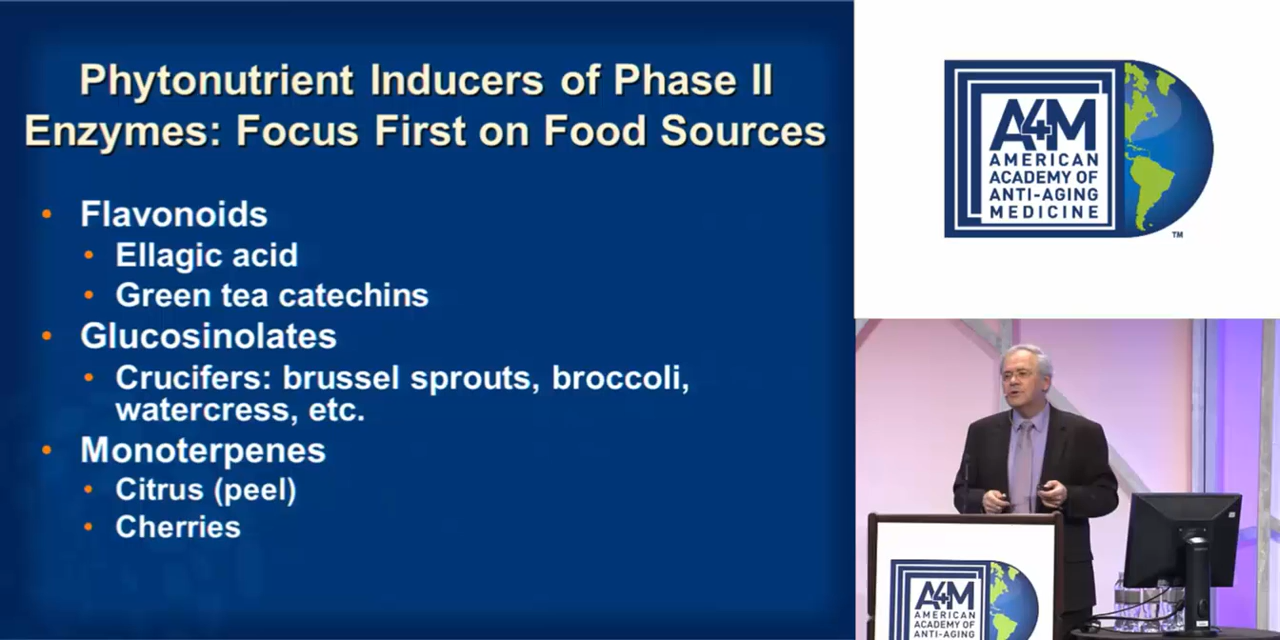 Phytonutrient Inducers of Phase II
Enzymes: Focus First on Food Sources
• Flavonoids
• Ellagic acid
• Green tea catechins
• Glucosinolates
• Crucifers: brussel sprouts, broccoli,
watercress, etc.
• Monoterpenes
• Citrus (peel)
• Cherries
A4M
AMERICAN
ACADEMY OF
ANTI-AGING
MEDICINE
TM
A4M
AMERICAN
ACADEMY OF
ANTI-AGING